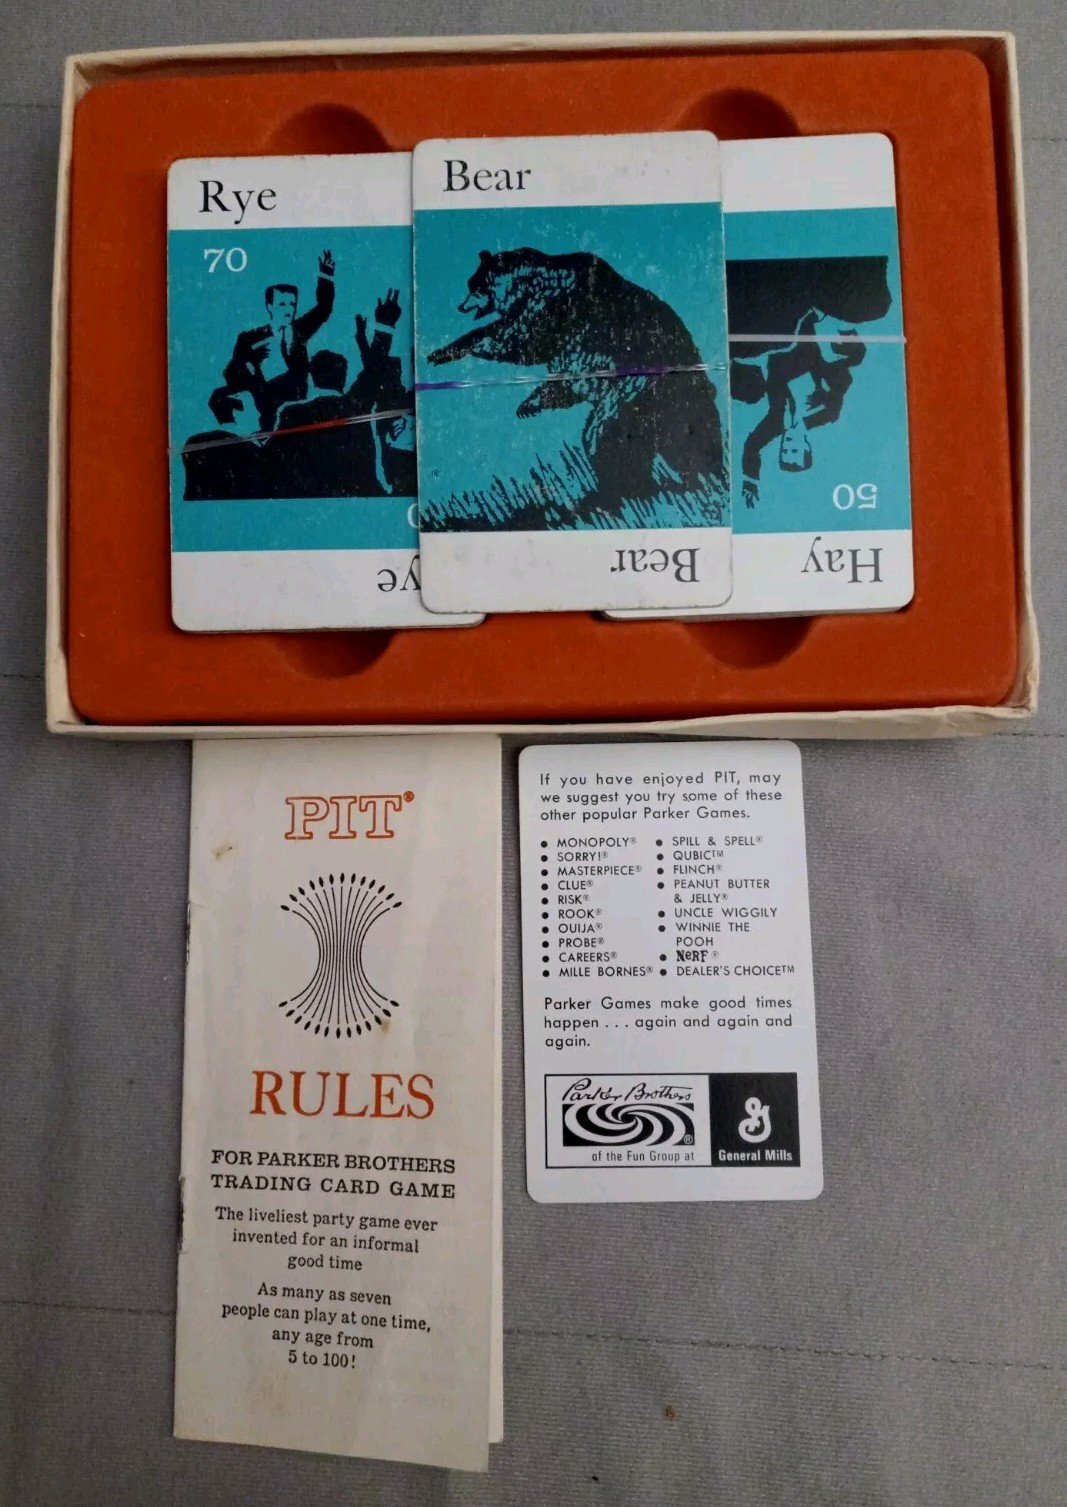 Rye
70
Bear
Bear
50
Hay
PIT®
RULES
FOR PARKER BROTHERS
TRADING CARD GAME
The liveliest party game ever
invented for an informal
good time
As many as seven
people can play at one time,
any age from
5 to 100!
If you have enjoyed PIT, may
we suggest you try some of these
other popular Parker Games.
• MONOPOLY®
• SORRY!®
• MASTERPIECE®
• CLUE®
• RISK®
• ROOK®
• OUIJA®
• PROBE®
• CAREERS®
• MILLE BORNES®
• SPILL & SPELL®
• QUBIC™
• FLINCH®
• PEANUT BUTTER
& JELLY®
• UNCLE WIGGILY
• WINNIE THE
POOH
• NERF®
• DEALER'S CHOICE™
Parker Games make good times
happen . . . again and again and
again.
Parker Brothers ®
of the Fun Group at
G
General Mills